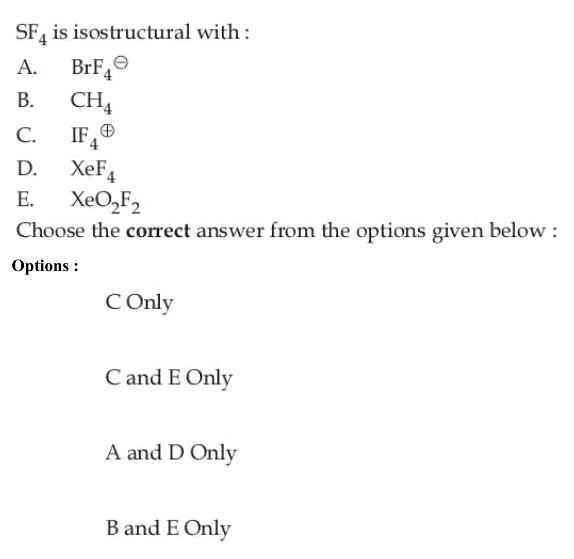 SF₄ is isostructural with :
A. BrF₄⊖
B. CH₄
C. IF₄⊕
D. XeF₄
E. XeO₂F₂
Choose the correct answer from the options given below :
Options :
C Only
C and E Only
A and D Only
B and E Only